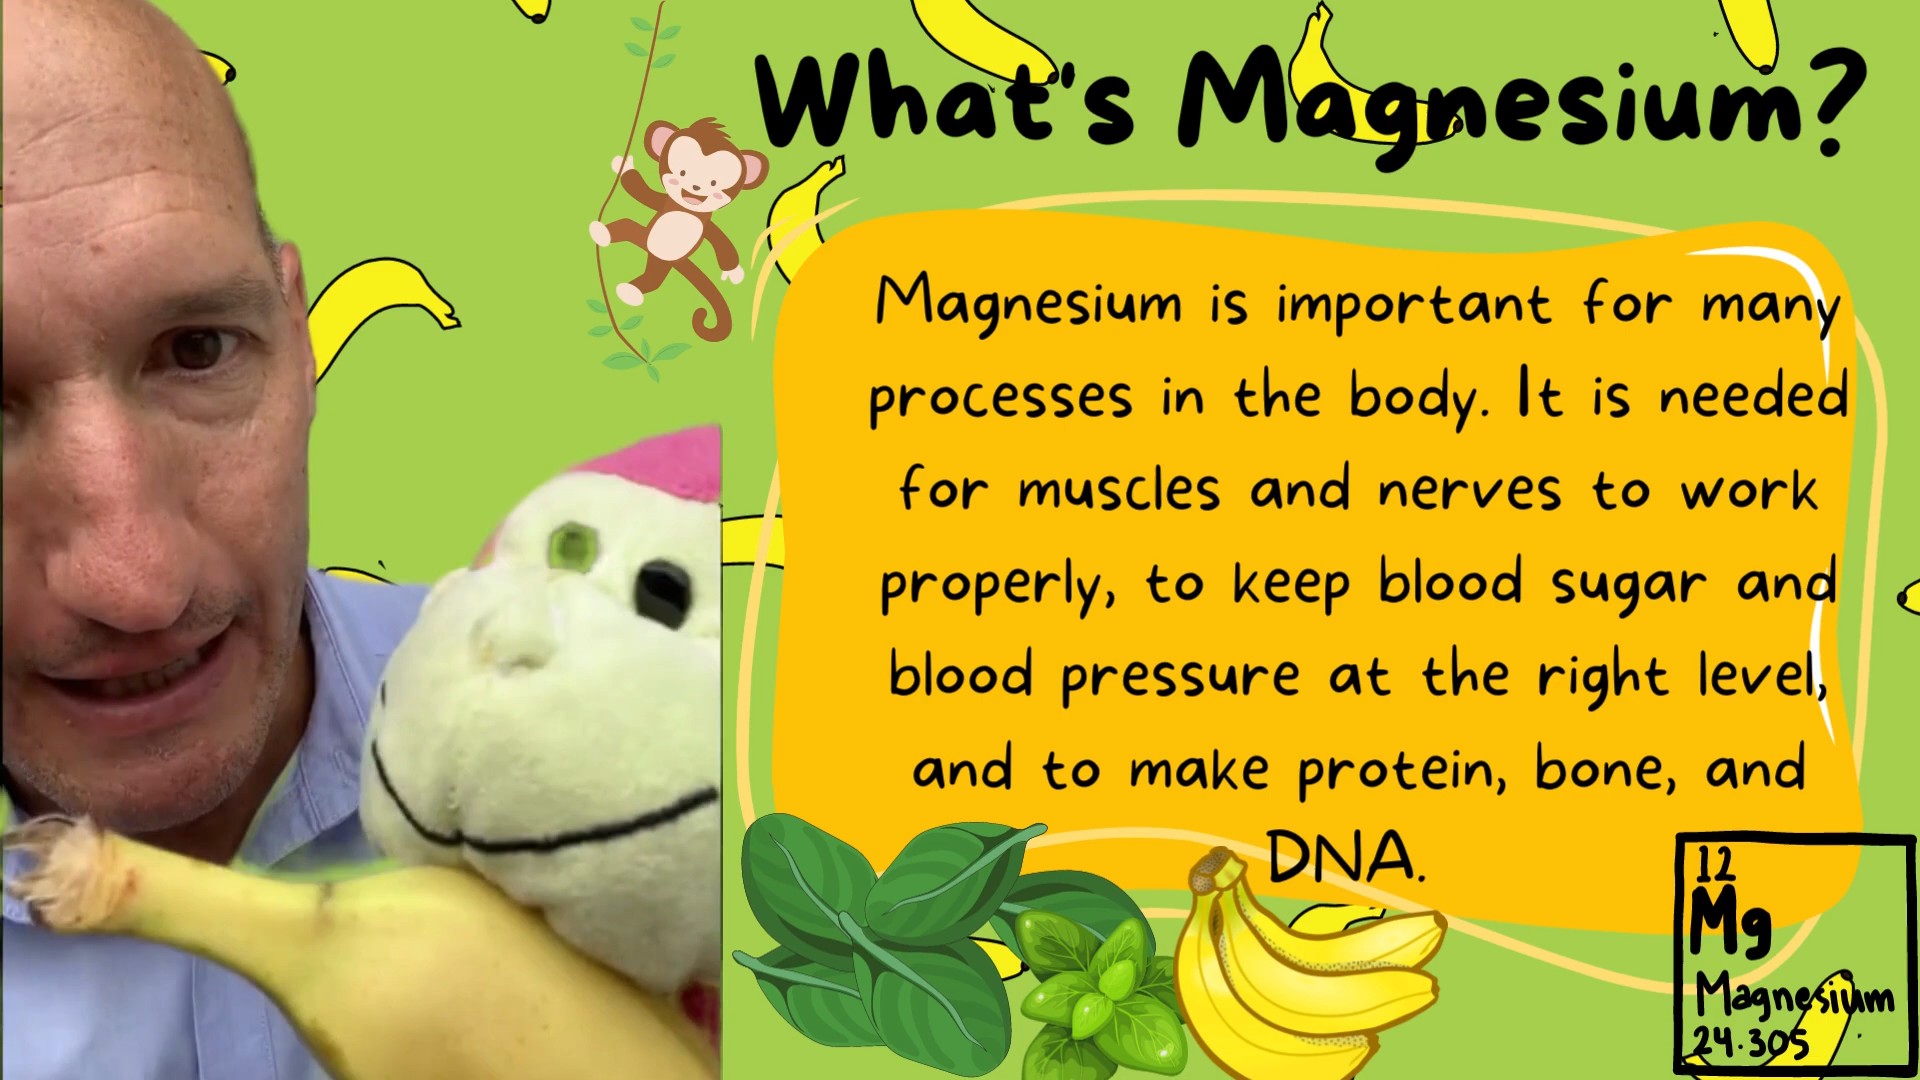 What's Magnesium?
Magnesium is important for many
processes in the body. It is needed
for muscles and nerves to work
properly, to keep blood sugar and
blood pressure at the right level,
and to make protein, bone, and
DNA.
12
Mg
Magnesium
24.305